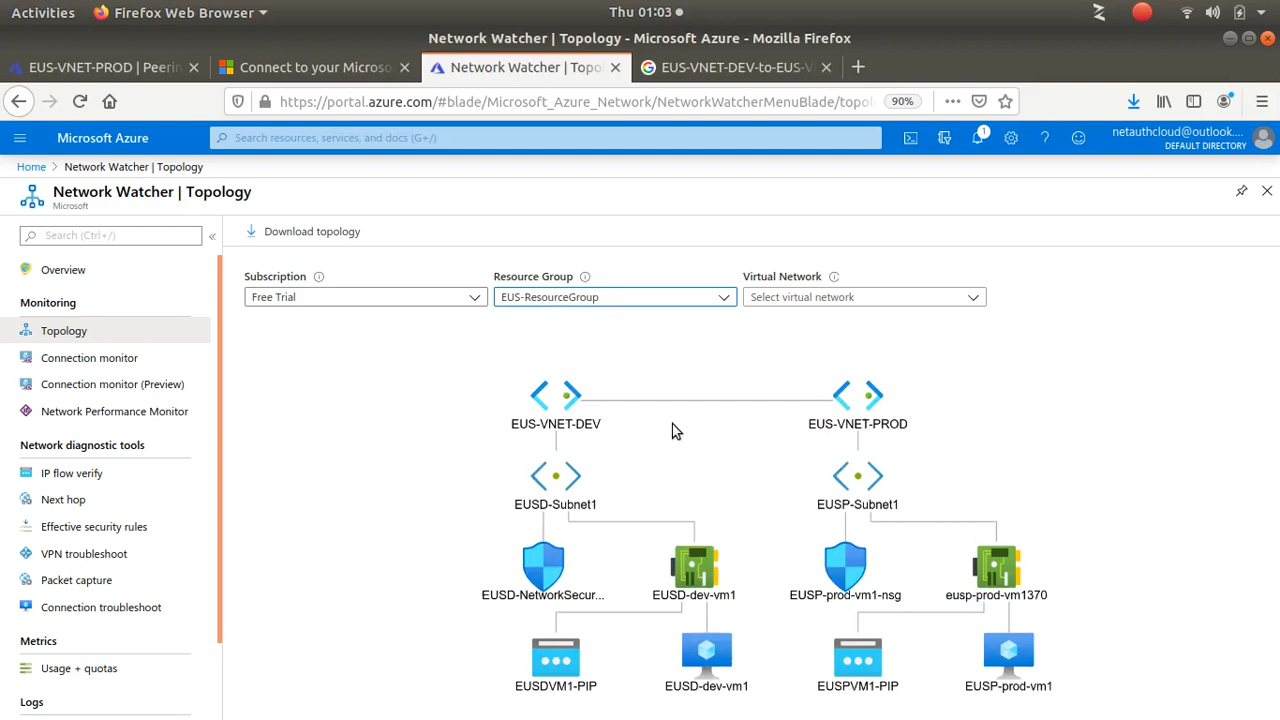 Activities
Firefox Web Browser
Thu 01:03
Network Watcher | Topology - Microsoft Azure - Mozilla Firefox
EUS-VNET-PROD | Peerin
Connect to your Microso
Network Watcher | Topo
EUS-VNET-DEV-to-EUS-V
https://portal.azure.com/#blade/Microsoft_Azure_Network/NetworkWatcherMenuBlade/topol
90%
Microsoft Azure
Search resources, services, and docs (G+/)
1
netauthcloud@outlook....
DEFAULT DIRECTORY
Home > Network Watcher | Topology
Network Watcher | Topology
Microsoft
Search (Ctrl+/)
Overview
Monitoring
Topology
Connection monitor
Connection monitor (Preview)
Network Performance Monitor
Network diagnostic tools
IP flow verify
Next hop
Effective security rules
VPN troubleshoot
Packet capture
Connection troubleshoot
Metrics
Usage + quotas
Logs
Download topology
Subscription
Resource Group
Virtual Network
Free Trial
EUS-ResourceGroup
Select virtual network
EUS-VNET-DEV
EUS-VNET-PROD
EUSD-Subnet1
EUSP-Subnet1
EUSD-NetworkSecur...
EUSD-dev-vm1
EUSP-prod-vm1-nsg
eusp-prod-vm1370
EUSDVM1-PIP
EUSD-dev-vm1
EUSPVM1-PIP
EUSP-prod-vm1